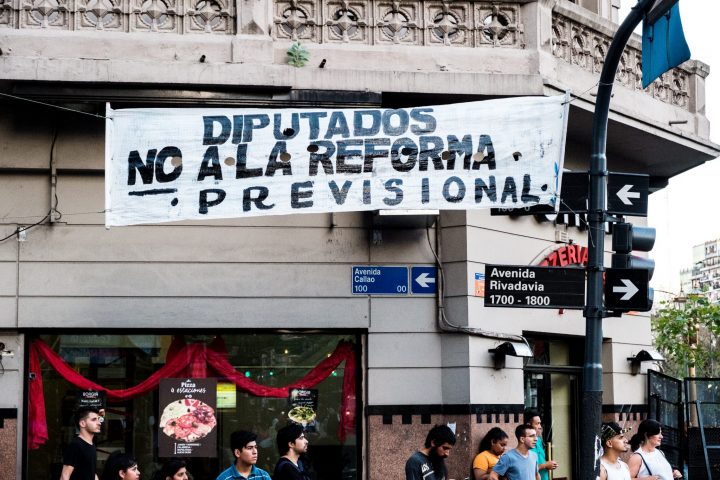 DIPUTADOS
NO A LA REFORMA
PREVISIONAL
Avenida
Callao
100 00
Avenida
Rivadavia
1700 - 1800
Pizza